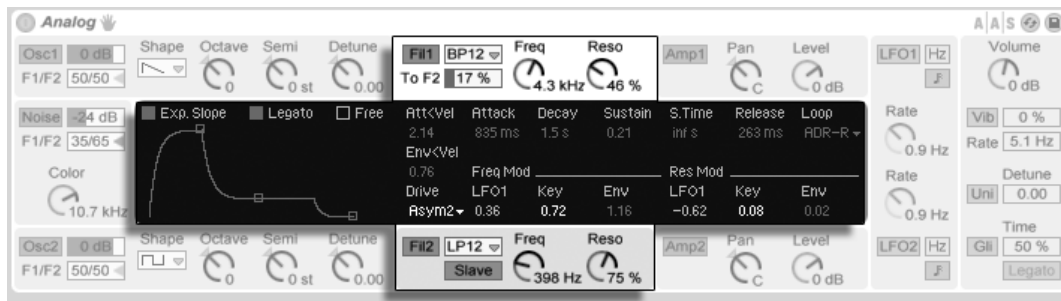 Analog A|A|S
Osc1 0 dB Shape Octave Semi Detune Fil1 BP12 Freq Reso Amp1 Pan Level LFO1 Hz Volume
F1/F2 50/50 0 0 st 0.00 To F2 17 % 4.3 kHz 46 % C 0 dB 0 dB
Noise -24 dB Exp. Slope Legato Free Att<Vel Attack Decay Sustain S.Time Release Loop Rate Vib 0 %
F1/F2 35/65 2.14 835 ms 1.5 s 0.21 inf s 263 ms ADR-R 0.9 Hz Rate 5.1 Hz
Env<Vel
Color 0.76 Freq Mod Res Mod Rate Detune
10.7 kHz Drive LFO1 Key Env LFO1 Key Env Uni 0.00
Asym2 0.36 0.72 1.16 -0.62 0.08 0.02 0.9 Hz
Time
Osc2 0 dB Shape Octave Semi Detune Fil2 LP12 Freq Reso Amp2 Pan Level LFO2 Hz Gli 50 %
F1/F2 50/50 0 0 st 0.00 Slave 398 Hz 75 % C 0 dB Legato